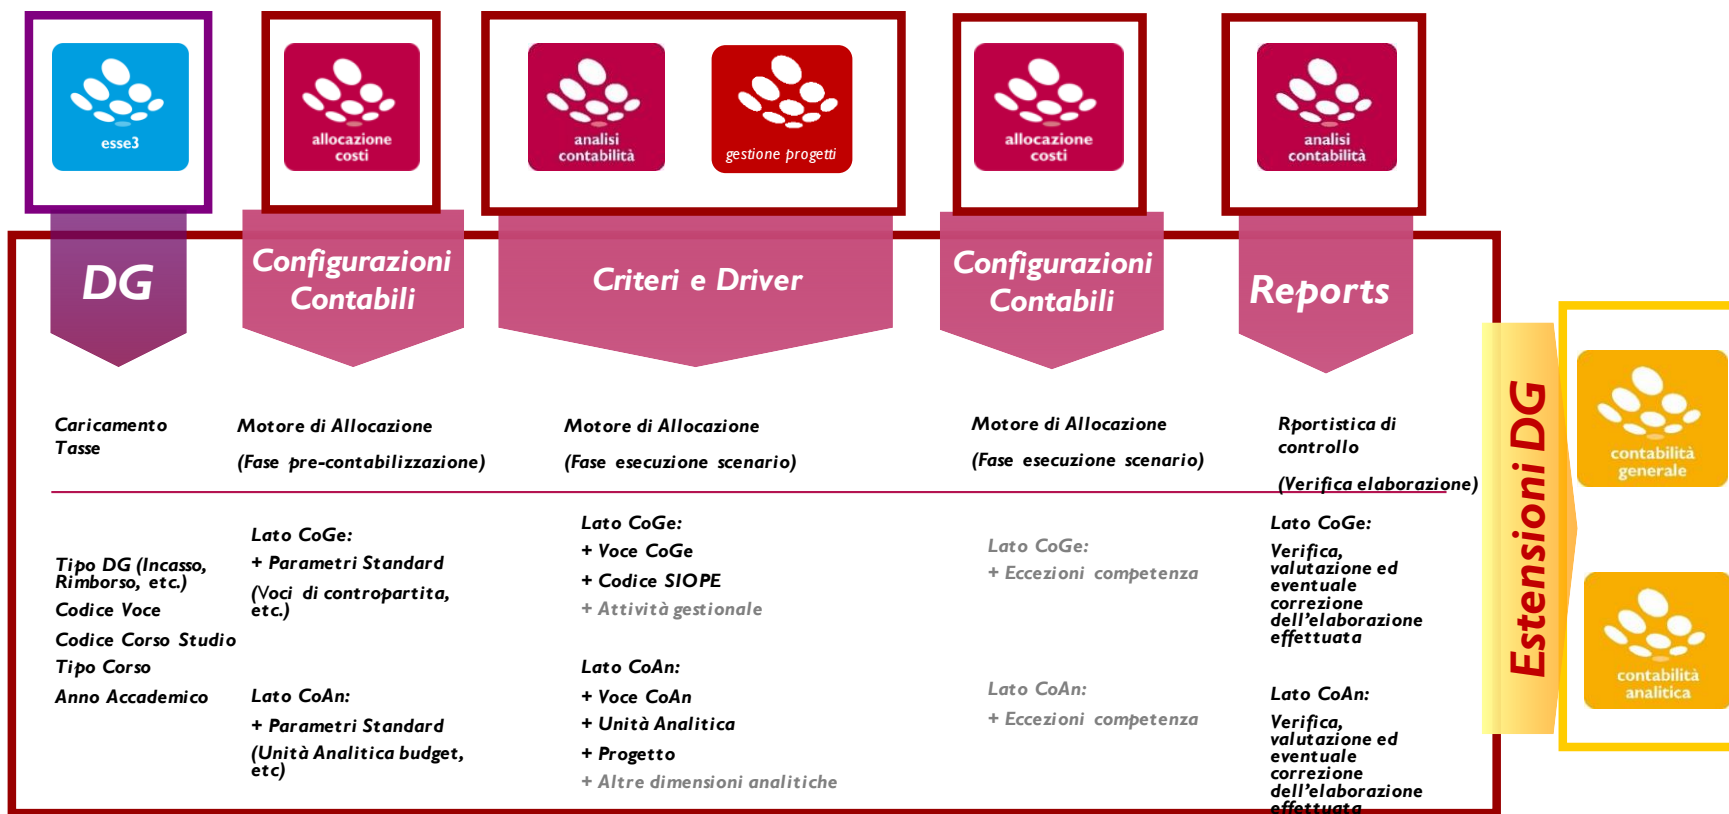 esse3
allocazione
costi
analisi
contabilità
gestione progetti
allocazione
costi
analisi
contabilità
DG
Configurazioni
Contabili
Criteri e Driver
Configurazioni
Contabili
Reports
Caricamento
Tasse
Motore di Allocazione
(Fase pre-contabilizzazione)
Motore di Allocazione
(Fase esecuzione scenario)
Motore di Allocazione
(Fase esecuzione scenario)
Rportistica di
controllo
(Verifica elaborazione)
Tipo DG (Incasso,
Rimborso, etc.)
Codice Voce
Codice Corso Studio
Tipo Corso
Anno Accademico
Lato CoGe:
+ Parametri Standard
(Voci di contropartita,
etc.)
Lato CoAn:
+ Parametri Standard
(Unità Analitica budget,
etc)
Lato CoGe:
+ Voce CoGe
+ Codice SIOPE
+ Attività gestionale
Lato CoAn:
+ Voce CoAn
+ Unità Analitica
+ Progetto
+ Altre dimensioni analitiche
Lato CoGe:
+ Eccezioni competenza
Lato CoAn:
+ Eccezioni competenza
Lato CoGe:
Verifica,
valutazione ed
eventuale
correzione
dell'elaborazione
effettuata
Lato CoAn:
Verifica,
valutazione ed
eventuale
correzione
dell'elaborazione
effettuata
Estensioni DG
contabilità
generale
contabilità
analitica